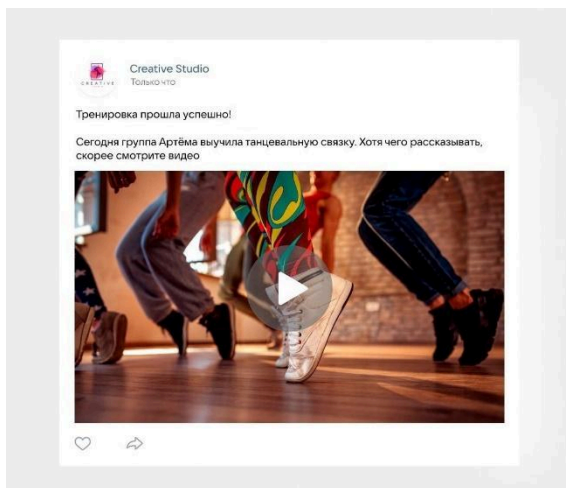 CREATIVE
Creative Studio
Только что
Тренировка прошла успешно!
Сегодня группа Артёма выучила танцевальную связку. Хотя чего рассказывать,
скорее смотрите видео